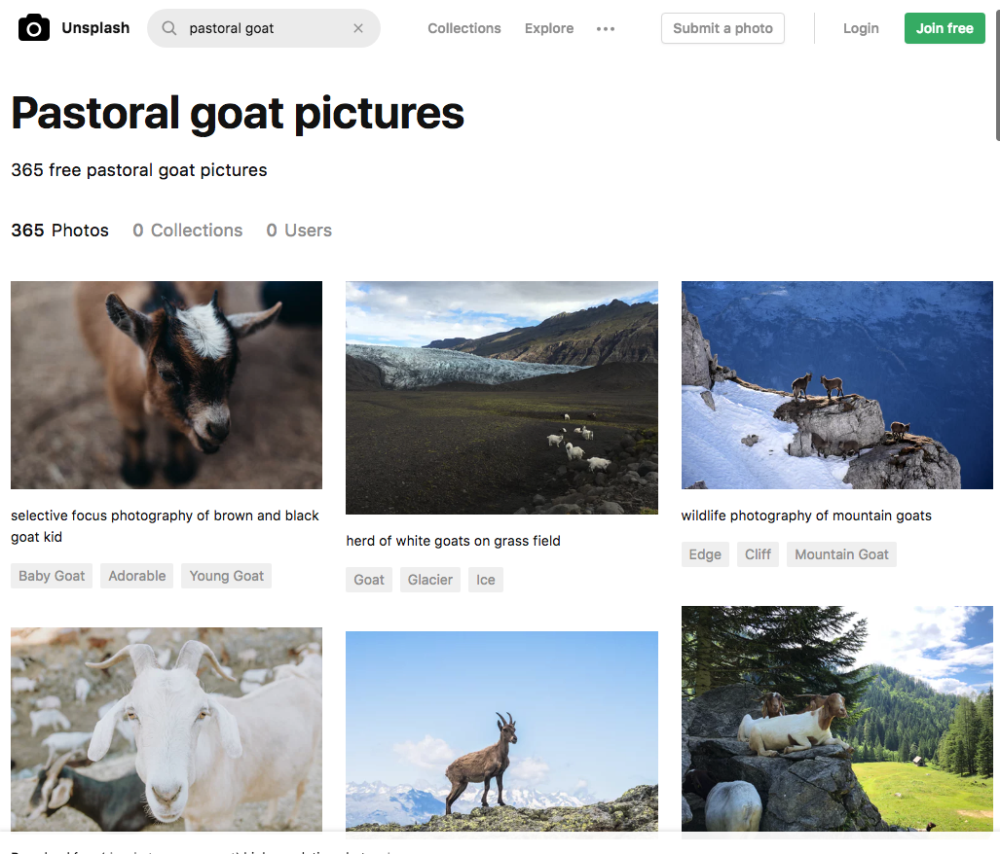 Unsplash
pastoral goat
Collections
Explore
Submit a photo
Login
Join free
Pastoral goat pictures
365 free pastoral goat pictures
365 Photos
0 Collections
0 Users
selective focus photography of brown and black
goat kid
Baby Goat
Adorable
Young Goat
herd of white goats on grass field
Goat
Glacier
Ice
wildlife photography of mountain goats
Edge
Cliff
Mountain Goat